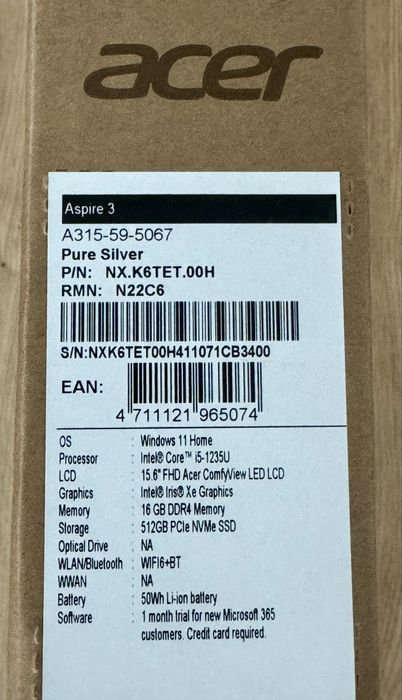 acer
Aspire 3
A315-59-5067
Pure Silver
P/N: NX.K6TET.00H
RMN: N22C6
S/N:NXK6TET00H411071CB3400
EAN:
4 711121 965074
OS : Windows 11 Home
Processor : Intel® Core™ i5-1235U
LCD : 15.6" FHD Acer ComfyView LED LCD
Graphics : Intel® Iris® Xe Graphics
Memory : 16 GB DDR4 Memory
Storage : 512GB PCIe NVMe SSD
Optical Drive : NA
WLAN/Bluetooth : WIFI6+BT
WWAN : NA
Battery : 50Wh Li-ion battery
Software : 1 month trial for new Microsoft 365
customers. Credit card required.